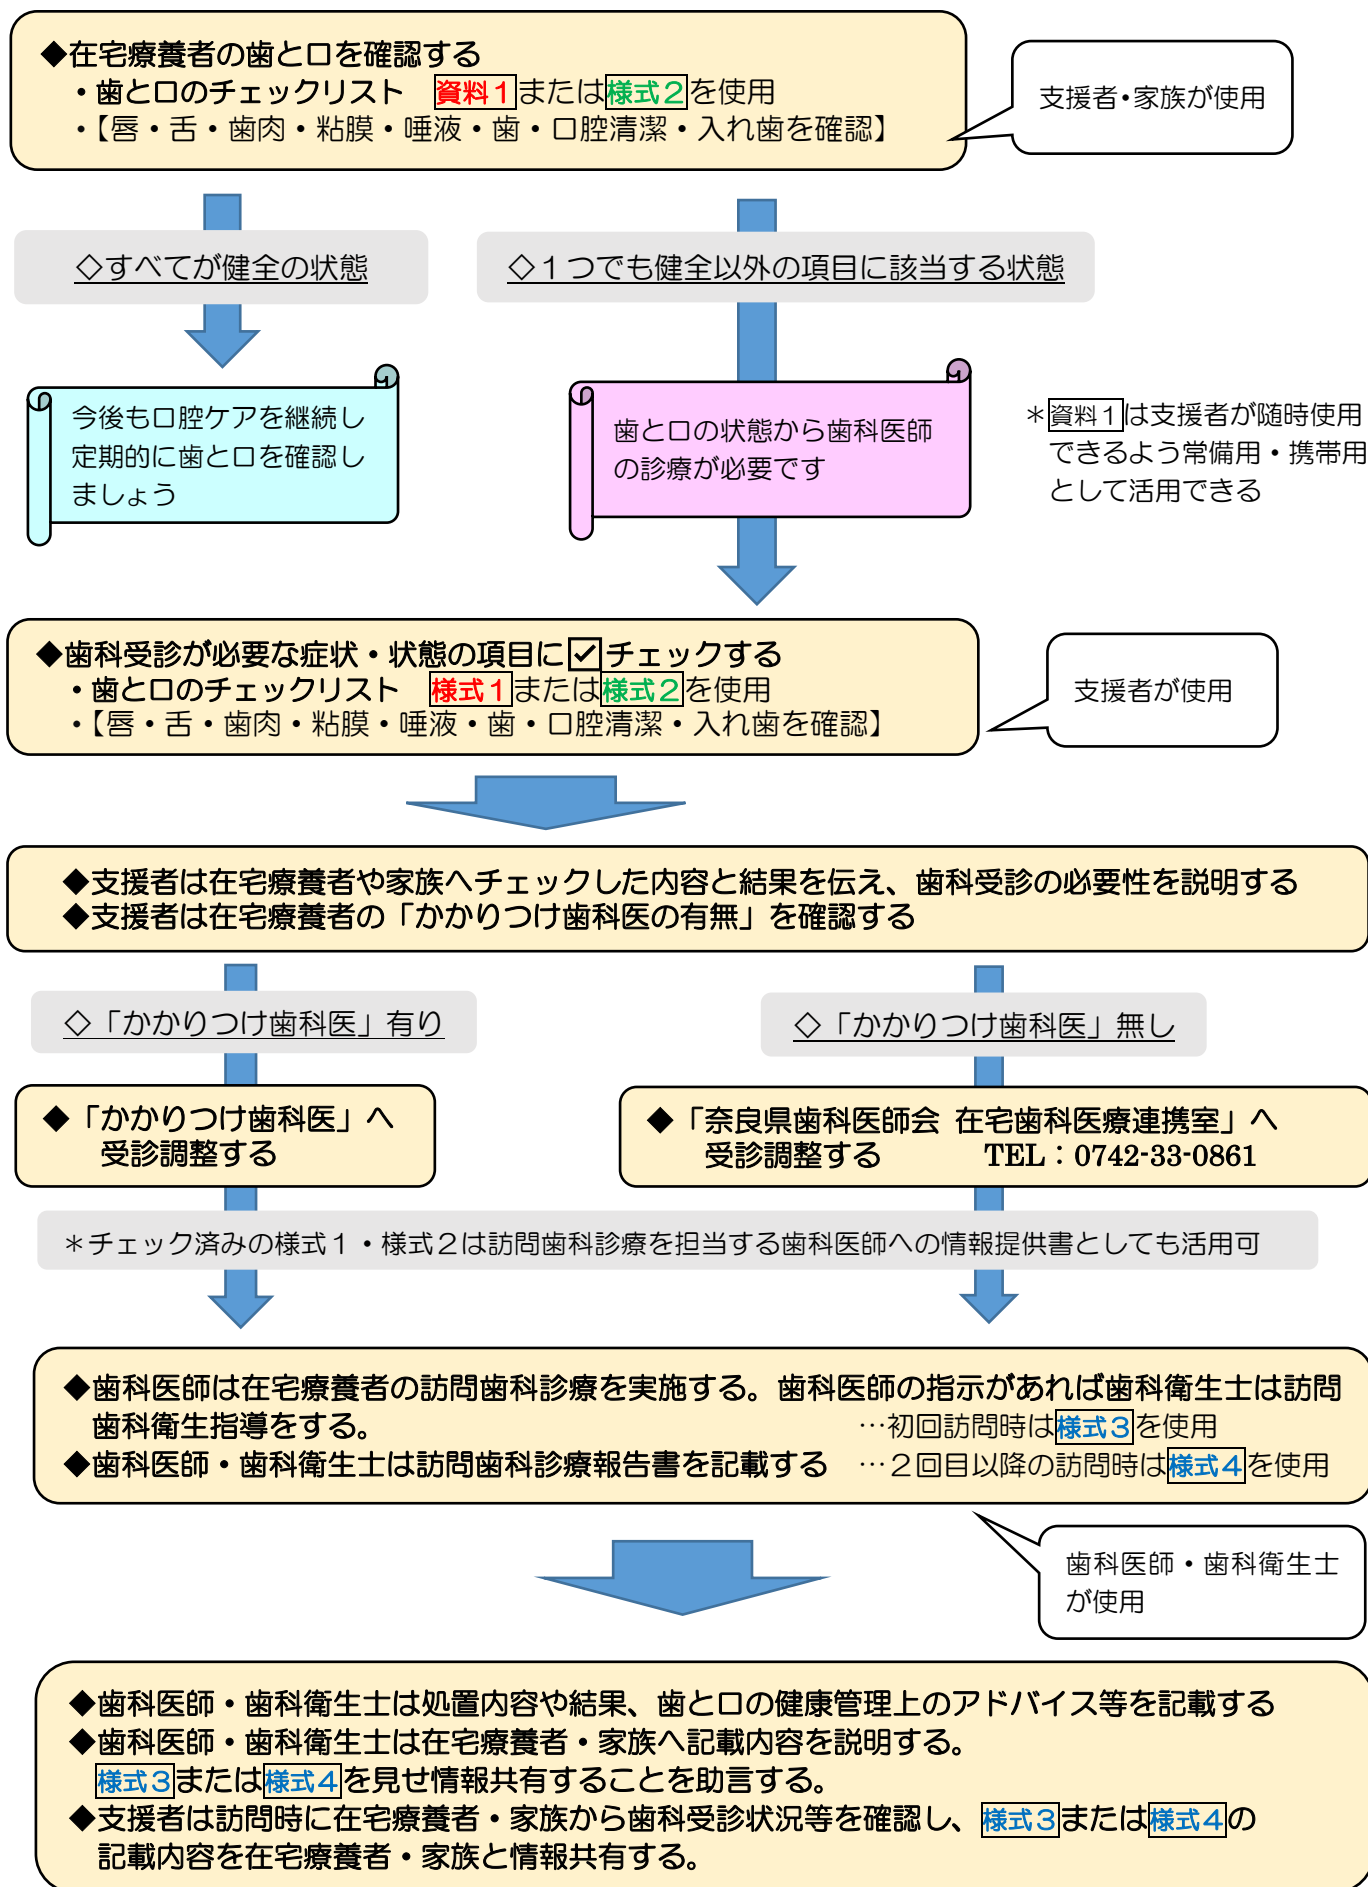 ◆在宅療養者の歯と口を確認する
・歯と口のチェックリスト　資料１または様式２を使用
・【唇・舌・歯肉・粘膜・唾液・歯・口腔清潔・入れ歯を確認】
支援者・家族が使用
◇すべてが健全の状態
◇１つでも健全以外の項目に該当する状態
今後も口腔ケアを継続し
定期的に歯と口を確認し
ましょう
歯と口の状態から歯科医師
の診療が必要です
＊資料１は支援者が随時使用
できるよう常備用・携帯用
として活用できる
◆歯科受診が必要な症状・状態の項目に☑チェックする
・歯と口のチェックリスト　様式１または様式２を使用
・【唇・舌・歯肉・粘膜・唾液・歯・口腔清潔・入れ歯を確認】
支援者が使用
◆支援者は在宅療養者や家族へチェックした内容と結果を伝え、歯科受診の必要性を説明する
◆支援者は在宅療養者の「かかりつけ歯科医の有無」を確認する
◇「かかりつけ歯科医」有り
◇「かかりつけ歯科医」無し
◆「かかりつけ歯科医」へ
受診調整する
◆「奈良県歯科医師会 在宅歯科医療連携室」へ
受診調整する　　　TEL：0742-33-0861
＊チェック済みの様式１・様式２は訪問歯科診療を担当する歯科医師への情報提供書としても活用可
◆歯科医師は在宅療養者の訪問歯科診療を実施する。歯科医師の指示があれば歯科衛生士は訪問
歯科衛生指導をする。　…初回訪問時は様式３を使用
◆歯科医師・歯科衛生士は訪問歯科診療報告書を記載する　…２回目以降の訪問時は様式４を使用
歯科医師・歯科衛生士
が使用
◆歯科医師・歯科衛生士は処置内容や結果、歯と口の健康管理上のアドバイス等を記載する
◆歯科医師・歯科衛生士は在宅療養者・家族へ記載内容を説明する。
様式３または様式４を見せ情報共有することを助言する。
◆支援者は訪問時に在宅療養者・家族から歯科受診状況等を確認し、様式３または様式４の
記載内容を在宅療養者・家族と情報共有する。